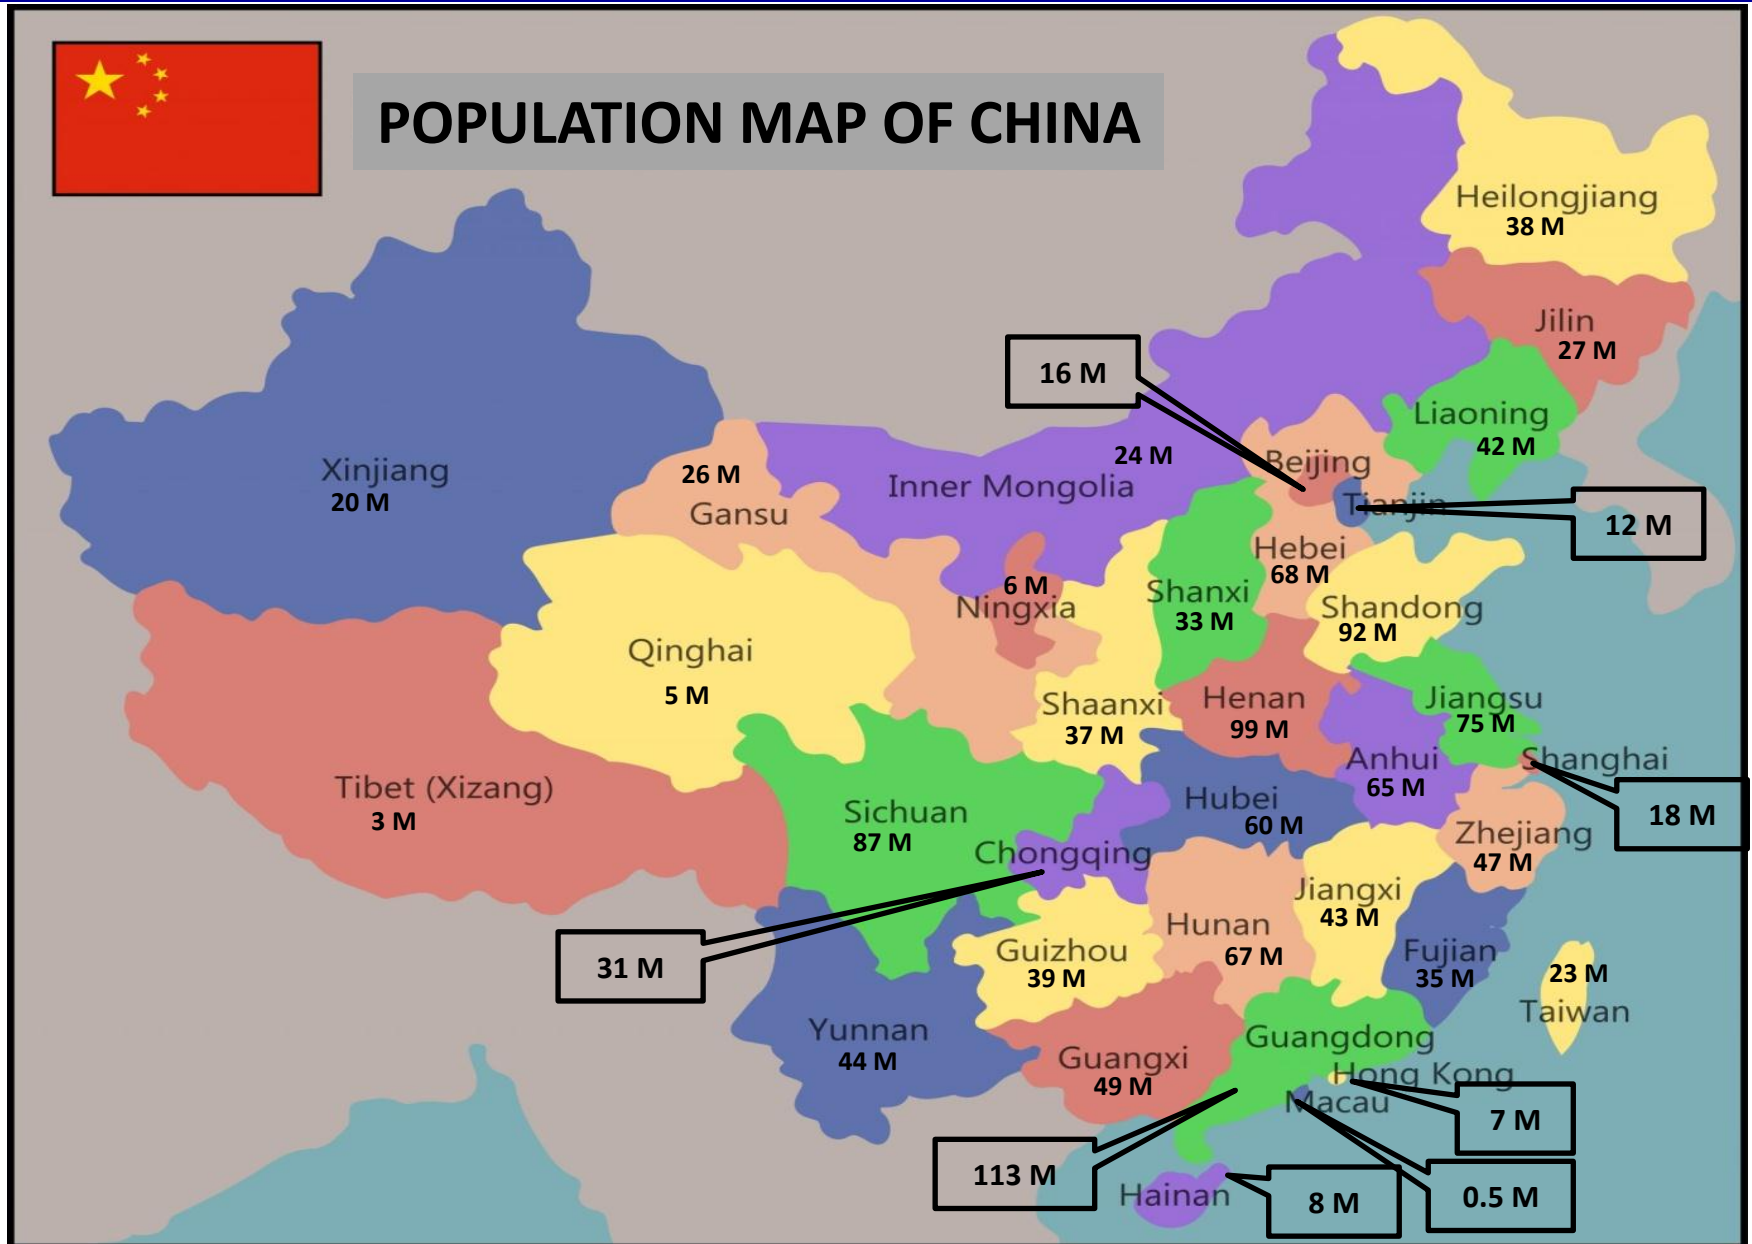 POPULATION MAP OF CHINA
Heilongjiang
38 M
Jilin
27 M
16 M
Liaoning
42 M
Xinjiang
20 M
26 M
Gansu
24 M
Inner Mongolia
Beijing
Tianjin
12 M
Hebei
68 M
6 M
Ningxia
Shanxi
33 M
Shandong
92 M
Qinghai
5 M
Shaanxi
37 M
Henan
99 M
Jiangsu
75 M
Tibet (Xizang)
3 M
Sichuan
87 M
Chongqing
Hubei
60 M
Anhui
65 M
Shanghai
18 M
Zhejiang
47 M
31 M
Guizhou
39 M
Hunan
67 M
Jiangxi
43 M
Fujian
35 M
23 M
Taiwan
Yunnan
44 M
Guangxi
49 M
Guangdong
Hong Kong
Macau
7 M
113 M
Hainan
8 M
0.5 M